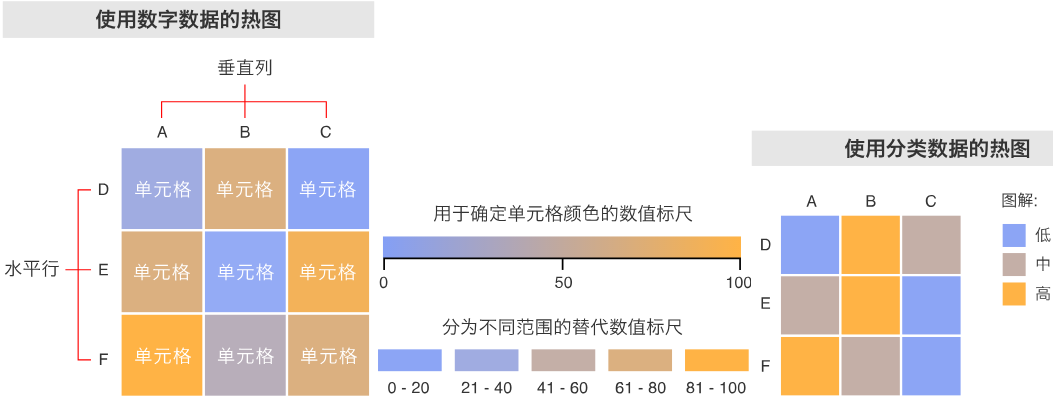 使用数字数据的热图
垂直列
A B C
D 单元格 单元格 单元格
水平行
E 单元格 单元格 单元格
F 单元格 单元格 单元格
用于确定单元格颜色的数值标尺
0 50 100
分为不同范围的替代数值标尺
0 - 20 21 - 40 41 - 60 61 - 80 81 - 100
使用分类数据的热图
A B C
D
E
F
图解:
低
中
高